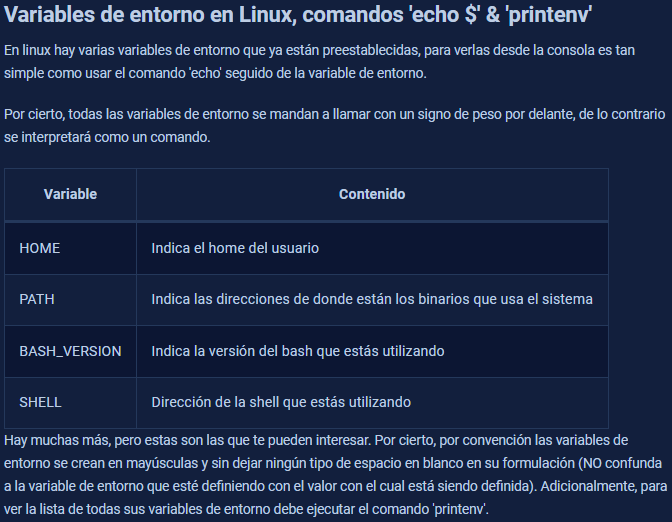 Variables de entorno en Linux, comandos 'echo $' & 'printenv'
En linux hay varias variables de entorno que ya están preestablecidas, para verlas desde la consola es tan
simple como usar el comando 'echo' seguido de la variable de entorno.
Por cierto, todas las variables de entorno se mandan a llamar con un signo de peso por delante, de lo contrario
se interpretará como un comando.
Variable Contenido
HOME Indica el home del usuario
PATH Indica las direcciones de donde están los binarios que usa el sistema
BASH_VERSION Indica la versión del bash que estás utilizando
SHELL Dirección de la shell que estás utilizando
Hay muchas más, pero estas son las que te pueden interesar. Por cierto, por convención las variables de
entorno se crean en mayúsculas y sin dejar ningún tipo de espacio en blanco en su formulación (NO confunda
a la variable de entorno que esté definiendo con el valor con el cual está siendo definida). Adicionalmente, para
ver la lista de todas sus variables de entorno debe ejecutar el comando 'printenv'.